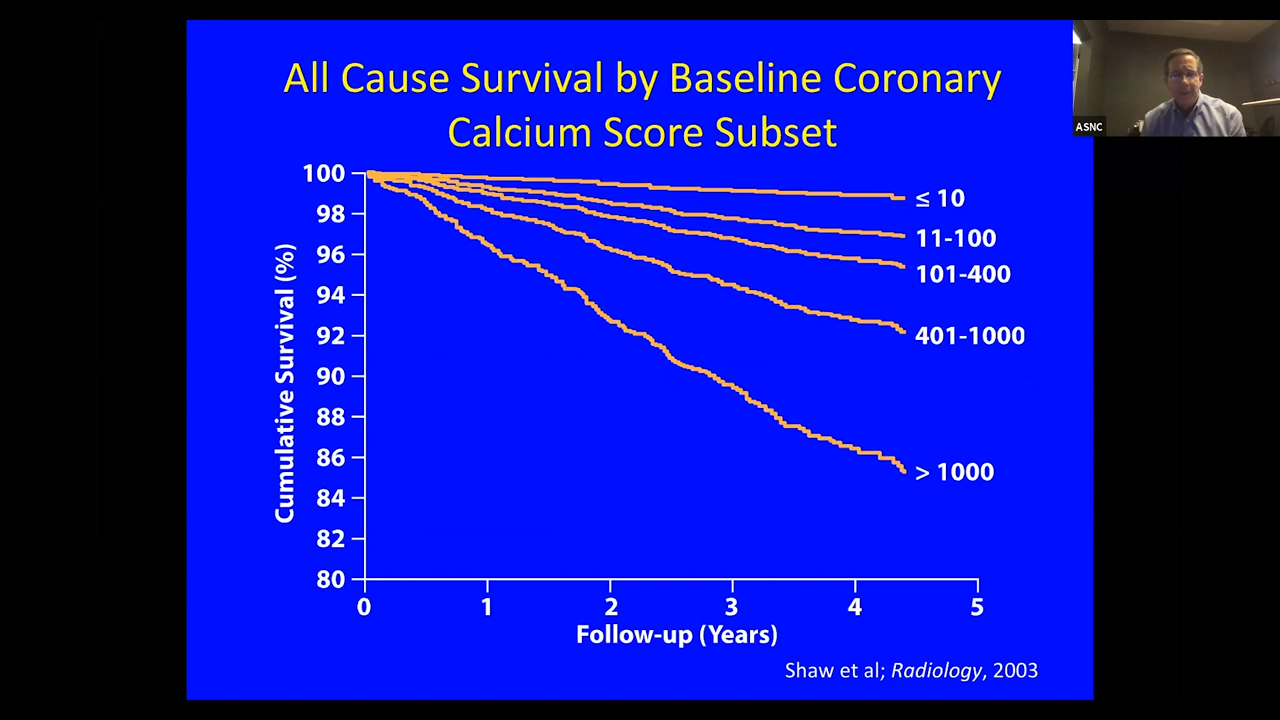 All Cause Survival by Baseline Coronary
Calcium Score Subset
ASNC
Cumulative Survival (%)
100
98
96
94
92
90
88
86
84
82
80
≤ 10
11-100
101-400
401-1000
> 1000
0 1 2 3 4 5
Follow-up (Years)
Shaw et al; Radiology, 2003